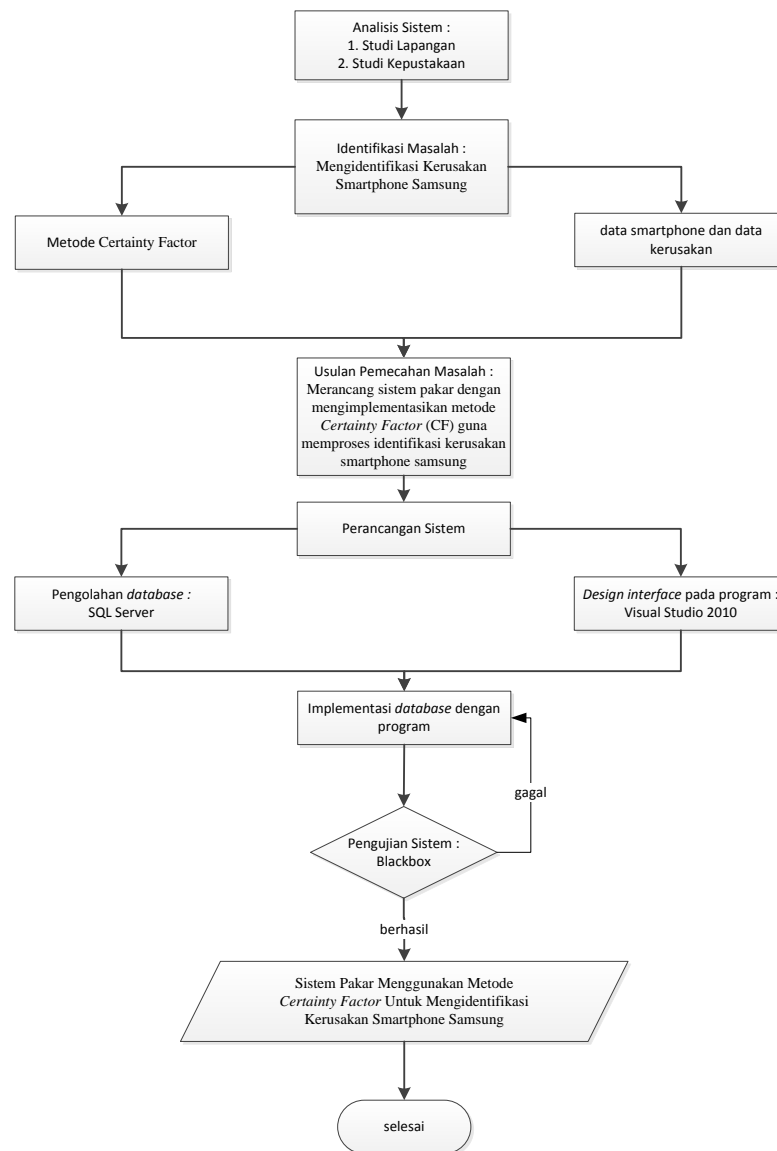 Analisis Sistem :
1. Studi Lapangan
2. Studi Kepustakaan
Identifikasi Masalah :
Mengidentifikasi Kerusakan
Smartphone Samsung
Metode Certainty Factor
data smartphone dan data
kerusakan
Usulan Pemecahan Masalah :
Merancang sistem pakar dengan
mengimplementasikan metode
Certainty Factor (CF) guna
memproses identifikasi kerusakan
smartphone samsung
Perancangan Sistem
Pengolahan database :
SQL Server
Design interface pada program :
Visual Studio 2010
Implementasi database dengan
program
gagal
Pengujian Sistem :
Blackbox
berhasil
Sistem Pakar Menggunakan Metode
Certainty Factor Untuk Mengidentifikasi
Kerusakan Smartphone Samsung
selesai